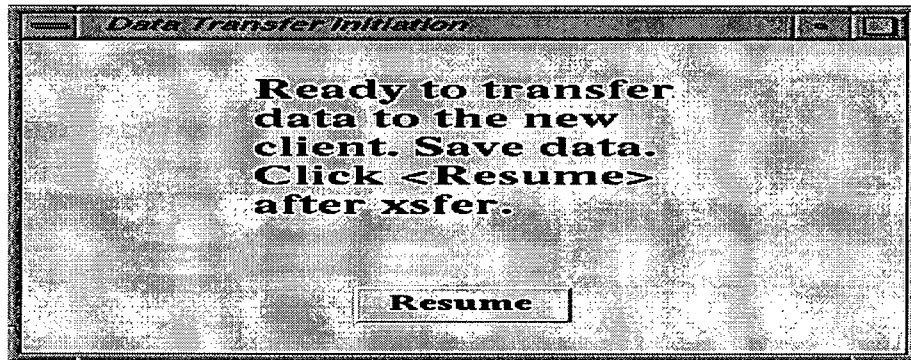 Data Transfer Initiation
Ready to transfer
data to the new
client. Save data.
Click <Resume>
after xsfer.
Resume